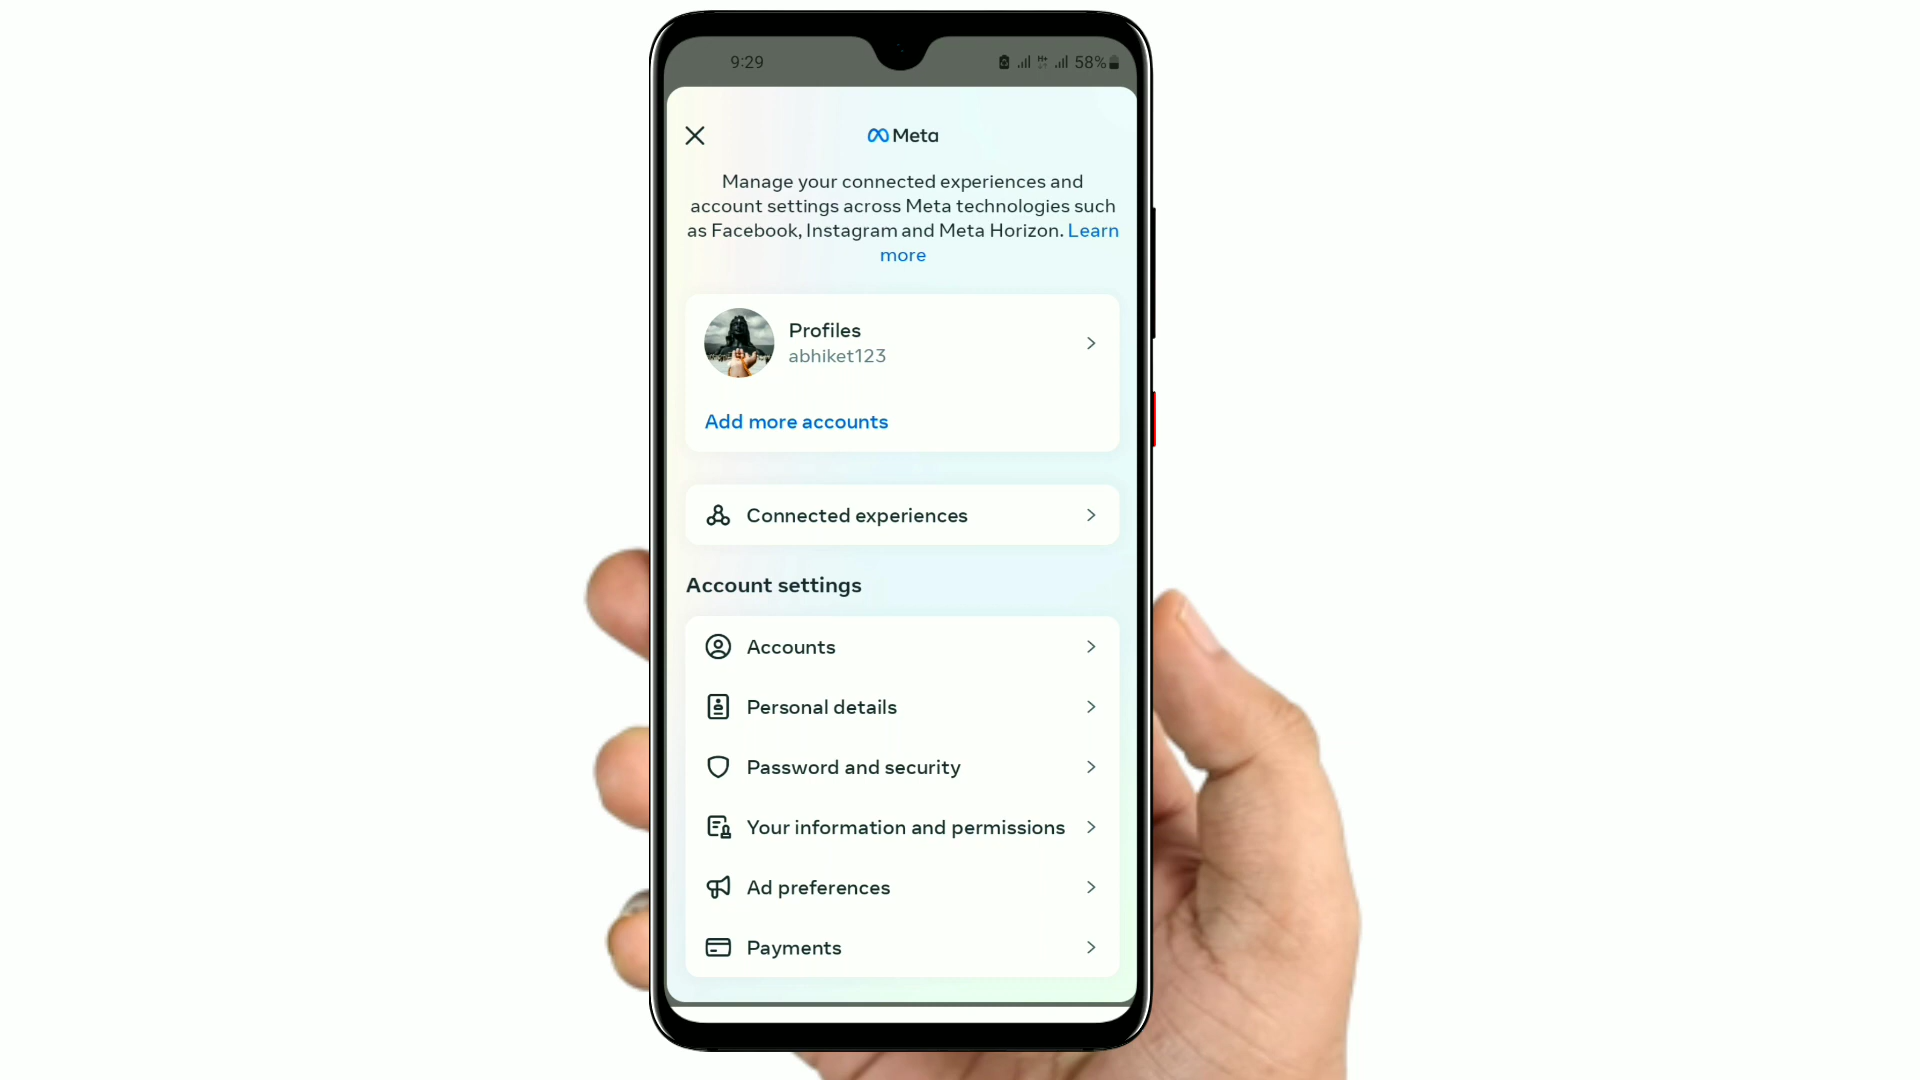 9:29
H+
58%
Meta
Manage your connected experiences and
account settings across Meta technologies such
as Facebook, Instagram and Meta Horizon. Learn
more
Profiles
abhiket123
Add more accounts
Connected experiences
Account settings
Accounts
Personal details
Password and security
Your information and permissions
Ad preferences
Payments